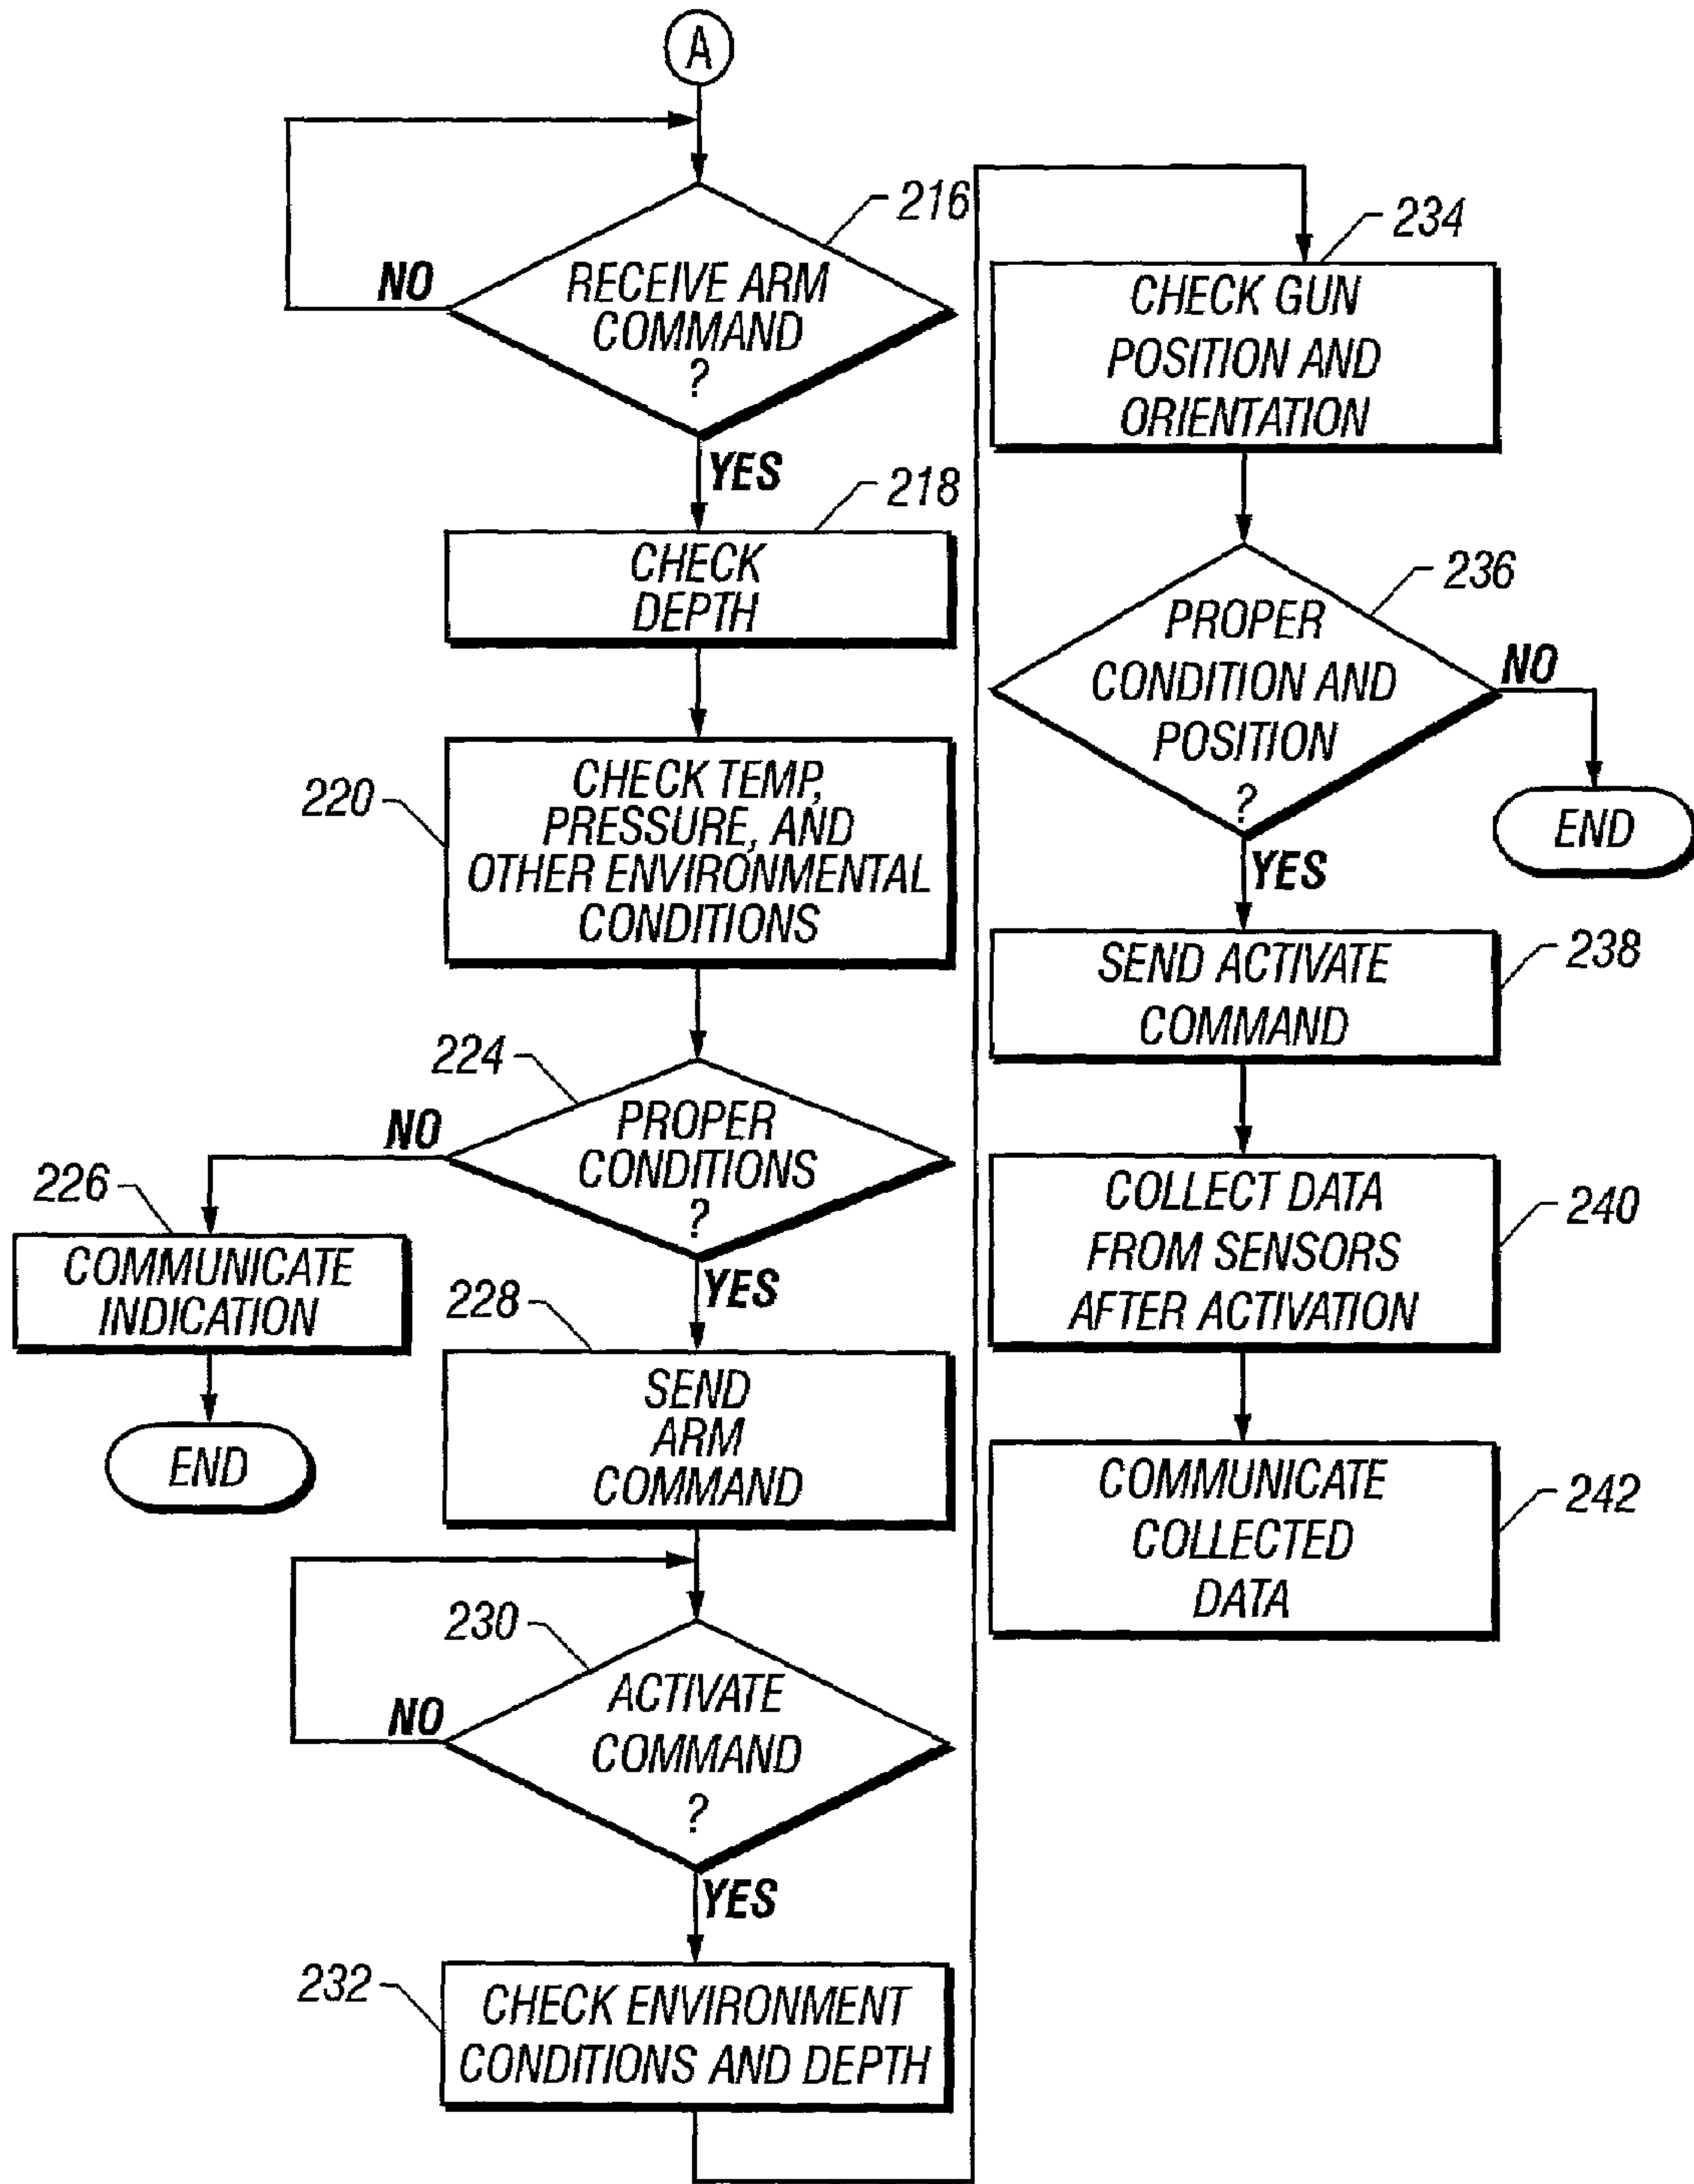 A
216
NO
RECEIVE ARM
COMMAND
?
YES
218
CHECK
DEPTH
220
CHECK TEMP,
PRESSURE, AND
OTHER ENVIRONMENTAL
CONDITIONS
224
NO
PROPER
CONDITIONS
?
226
COMMUNICATE
INDICATION
END
YES
228
SEND
ARM
COMMAND
230
NO
ACTIVATE
COMMAND
?
YES
232
CHECK ENVIRONMENT
CONDITIONS AND DEPTH
234
CHECK GUN
POSITION AND
ORIENTATION
236
PROPER
CONDITION AND
POSITION
?
NO
END
YES
238
SEND ACTIVATE
COMMAND
240
COLLECT DATA
FROM SENSORS
AFTER ACTIVATION
242
COMMUNICATE
COLLECTED
DATA